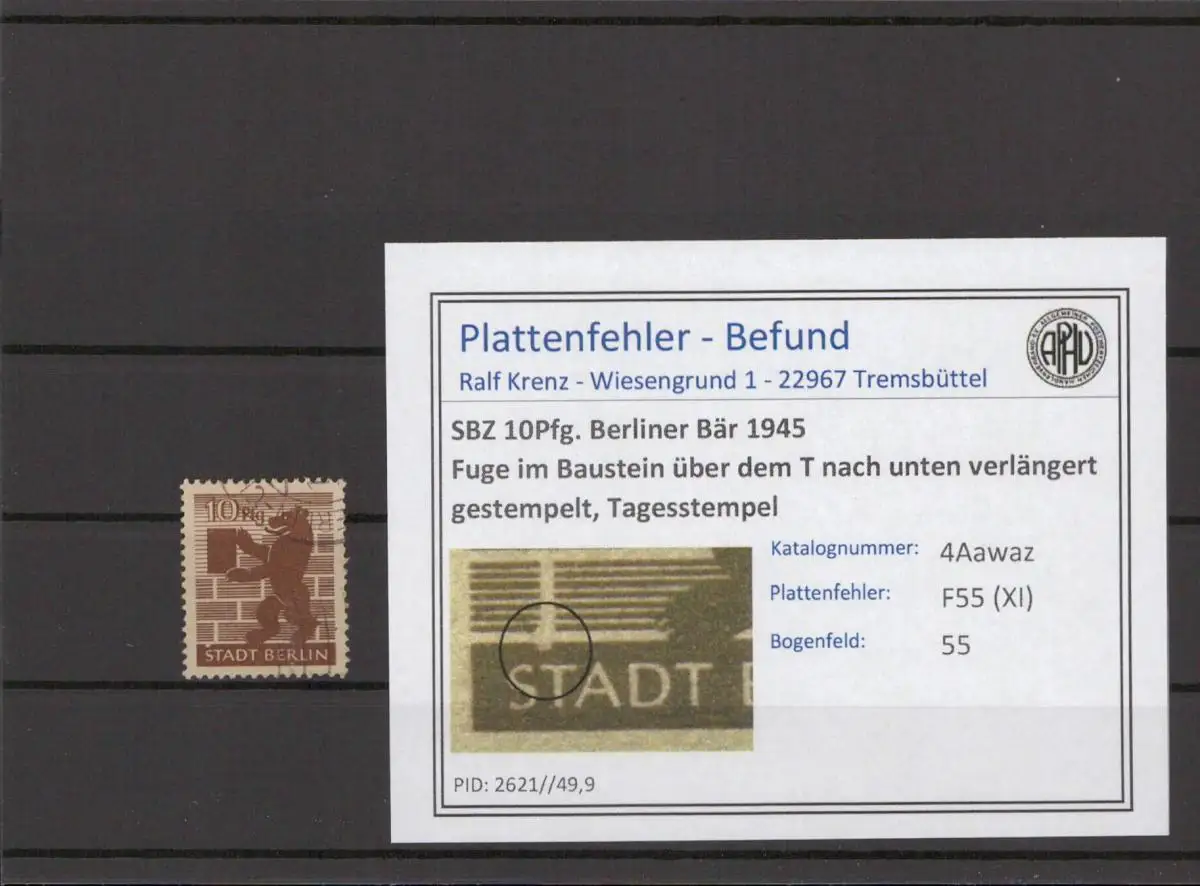 10 Pfg
STADT BERLIN
Plattenfehler - Befund
Ralf Krenz - Wiesengrund 1 - 22967 Tremsbüttel
APHV
SBZ 10Pfg. Berliner Bär 1945
Fuge im Baustein über dem T nach unten verlängert
gestempelt, Tagesstempel
STADT
Katalognummer: 4Aawaz
Plattenfehler: F55 (XI)
Bogenfeld: 55
PID: 2621//49,9